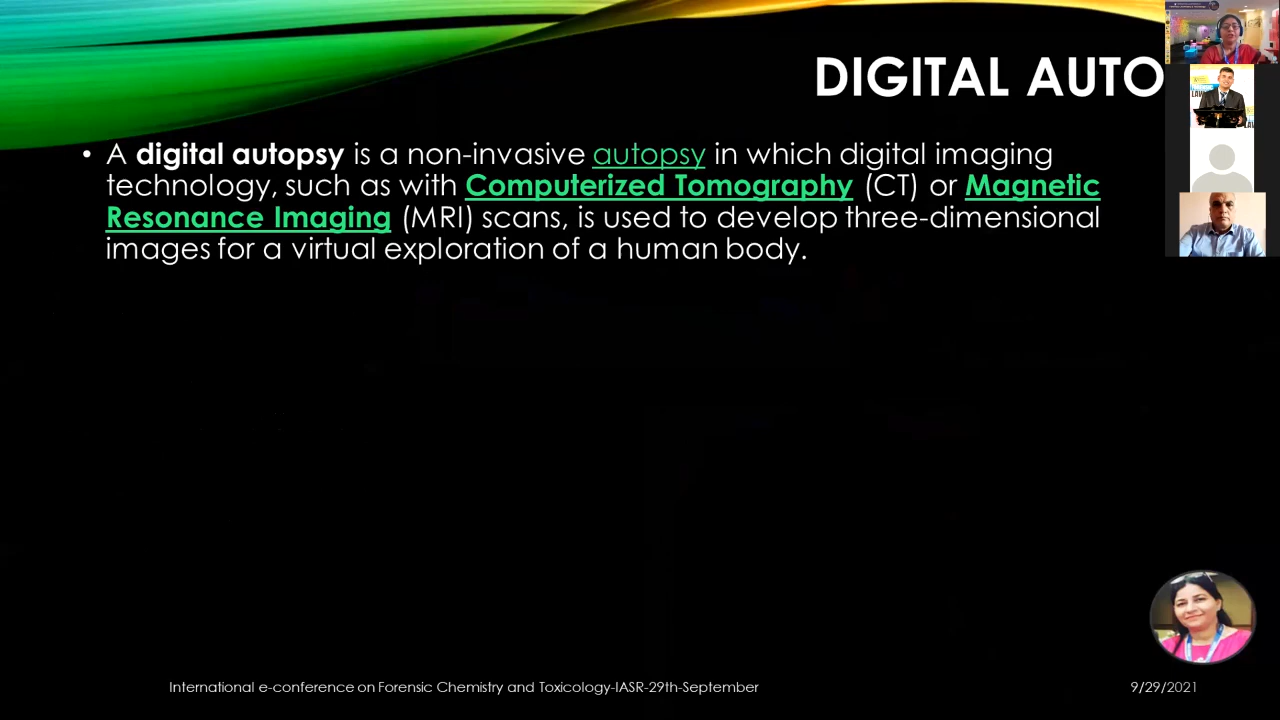 DIGITAL AUTO
• A digital autopsy is a non-invasive autopsy in which digital imaging
technology, such as with Computerized Tomography (CT) or Magnetic
Resonance Imaging (MRI) scans, is used to develop three-dimensional
images for a virtual exploration of a human body.
International e-conference on Forensic Chemistry and Toxicology-IASR-29th-September
9/29/2021